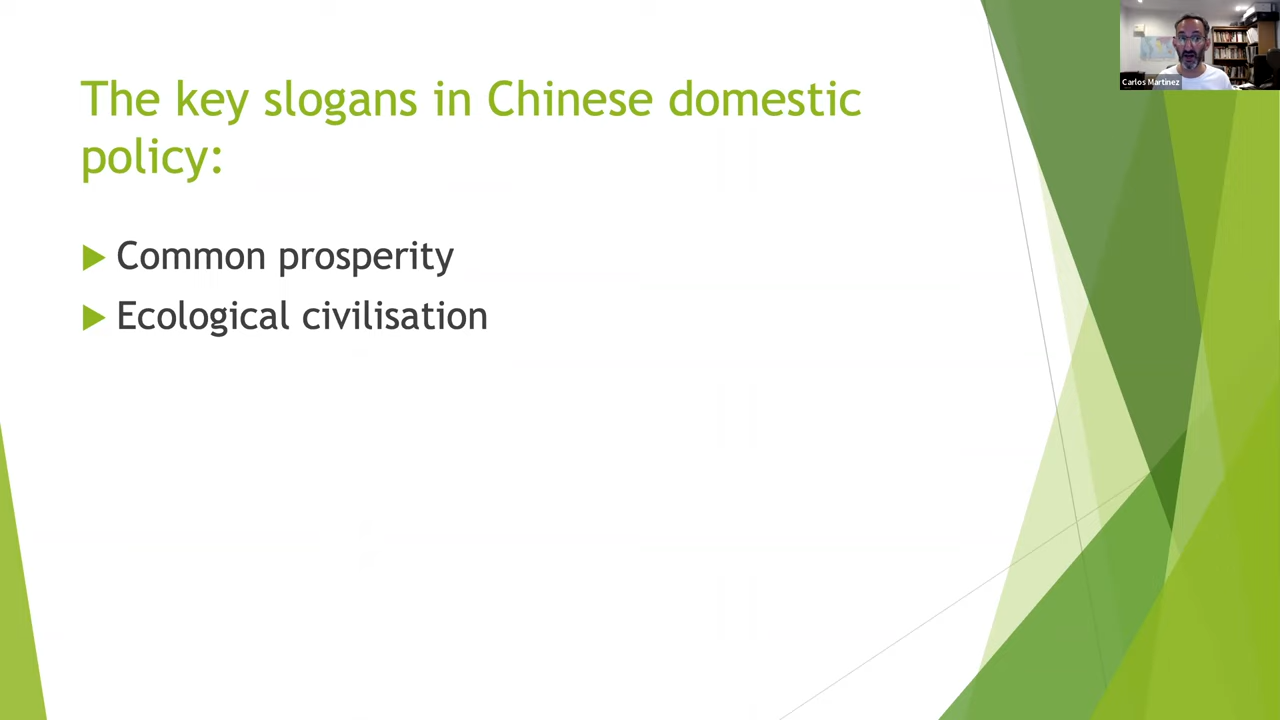 The key slogans in Chinese domestic
policy:
Common prosperity
Ecological civilisation
Carlos Martinez